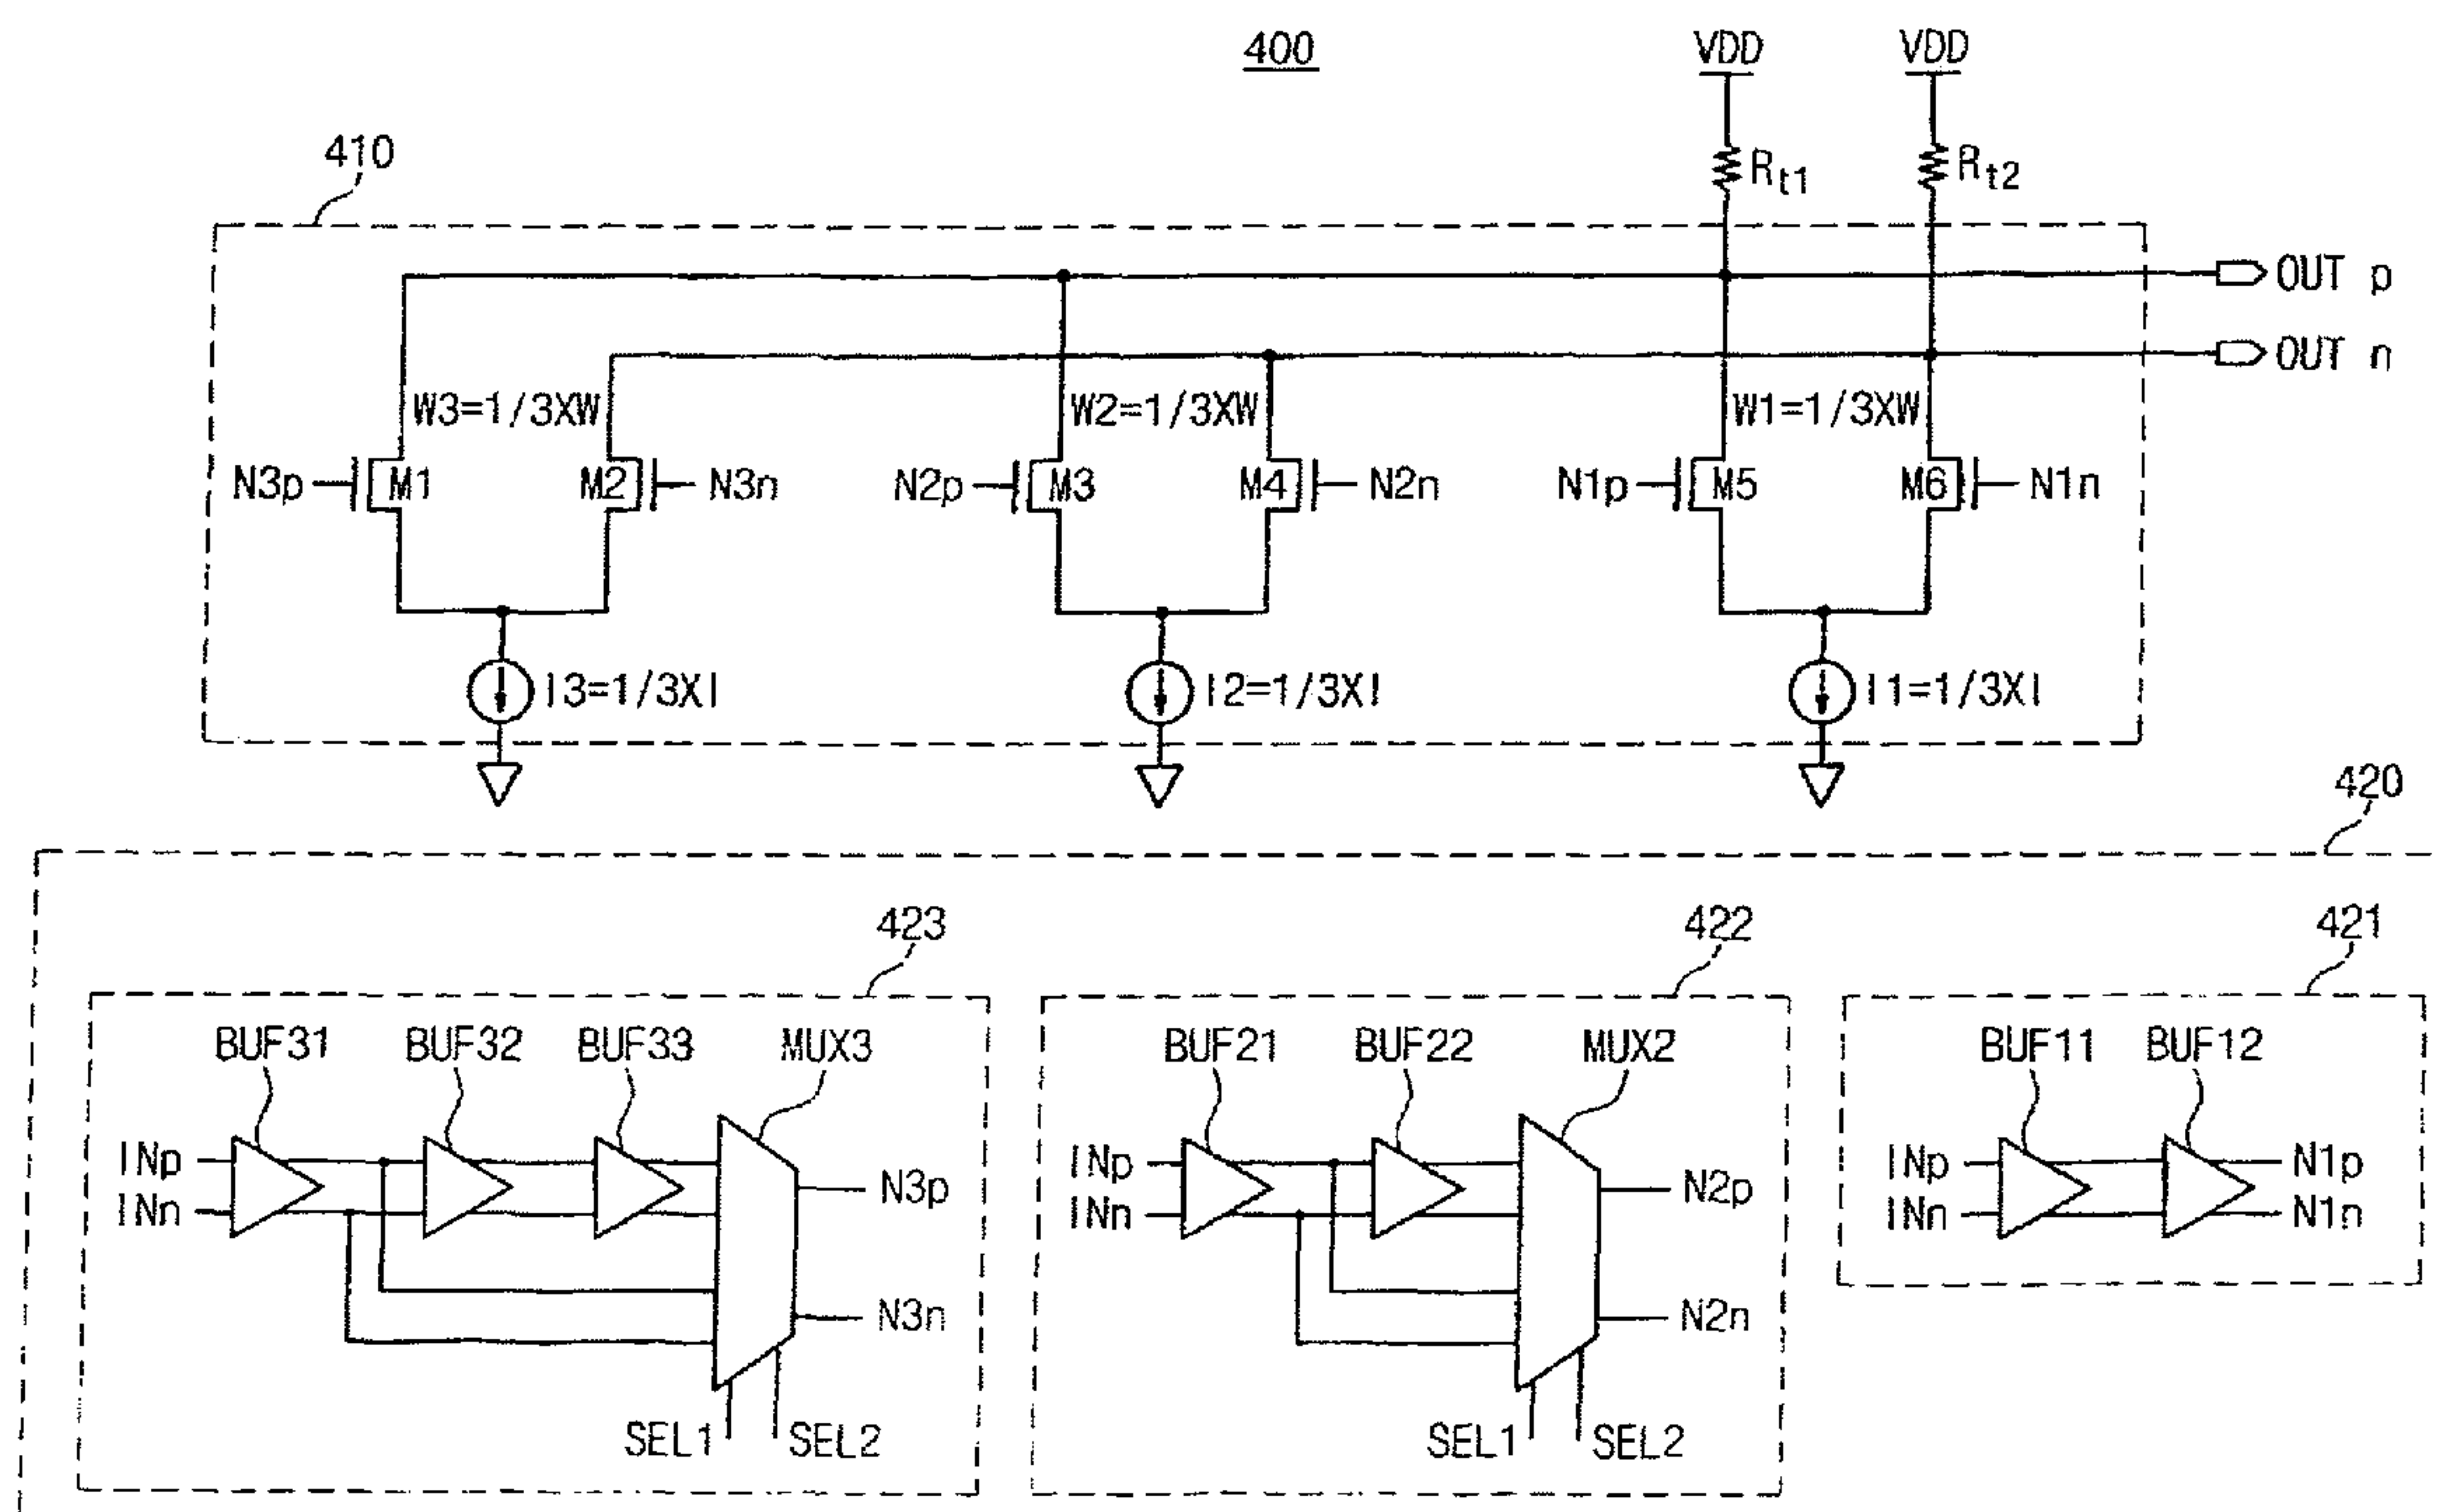 400
VDD VDD
410
Rt1 Rt2
OUT p
OUT n
W3=1/3XW W2=1/3XW W1=1/3XW
N3p M1 M2 N3n N2p M3 M4 N2n N1p M5 M6 N1n
I3=1/3XI I2=1/3XI I1=1/3XI
420
423 422 421
BUF31 BUF32 BUF33 MUX3 BUF21 BUF22 MUX2 BUF11 BUF12
INp N3p INp N2p INp N1p
INn INn INn N1n
N3n N2n
SEL1 SEL2 SEL1 SEL2